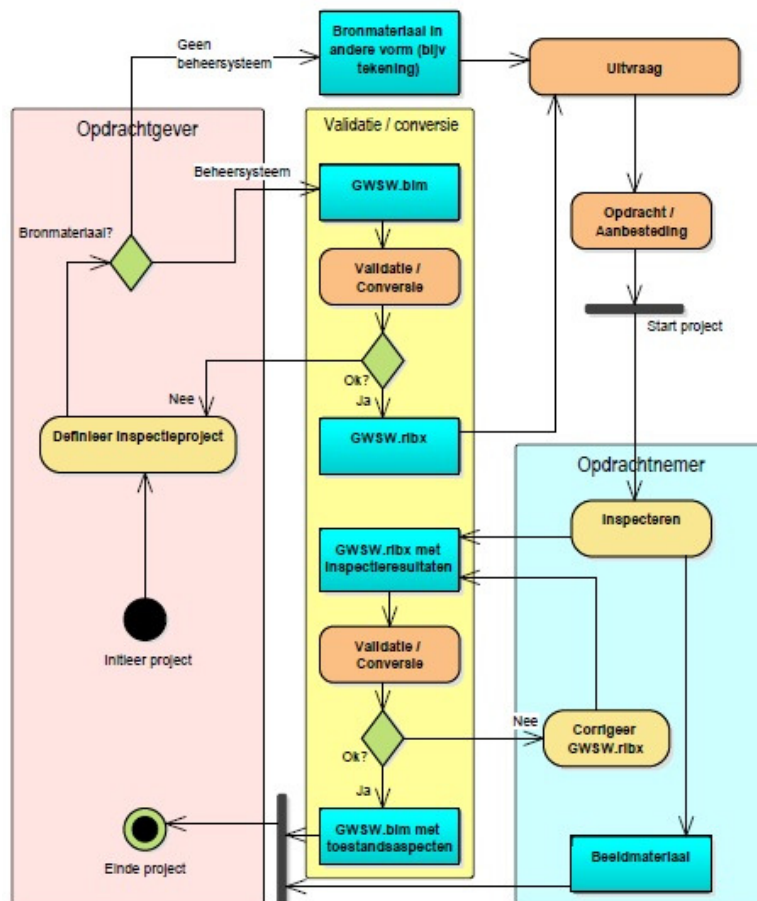 Geen
beheersysteem
Bronmateriaal in
andere vorm (bijv
tekening)
Uitvraag
Opdrachtgever
Validatie / conversie
Beheersysteem
GWSW.bim
Bronmateriaal?
Opdracht /
Aanbesteding
Validatie /
Conversie
Start project
Ok?
Nee
Ja
Definieer inspectieproject
GWSW.ribx
Opdrachtnemer
Inspecteren
GWSW.ribx met
inspectieresultaten
Initieer project
Validatie /
Conversie
Nee
Corrigeer
GWSW.ribx
Ok?
Ja
GWSW.bim met
toestandsaspecten
Einde project
Beeldmateriaal